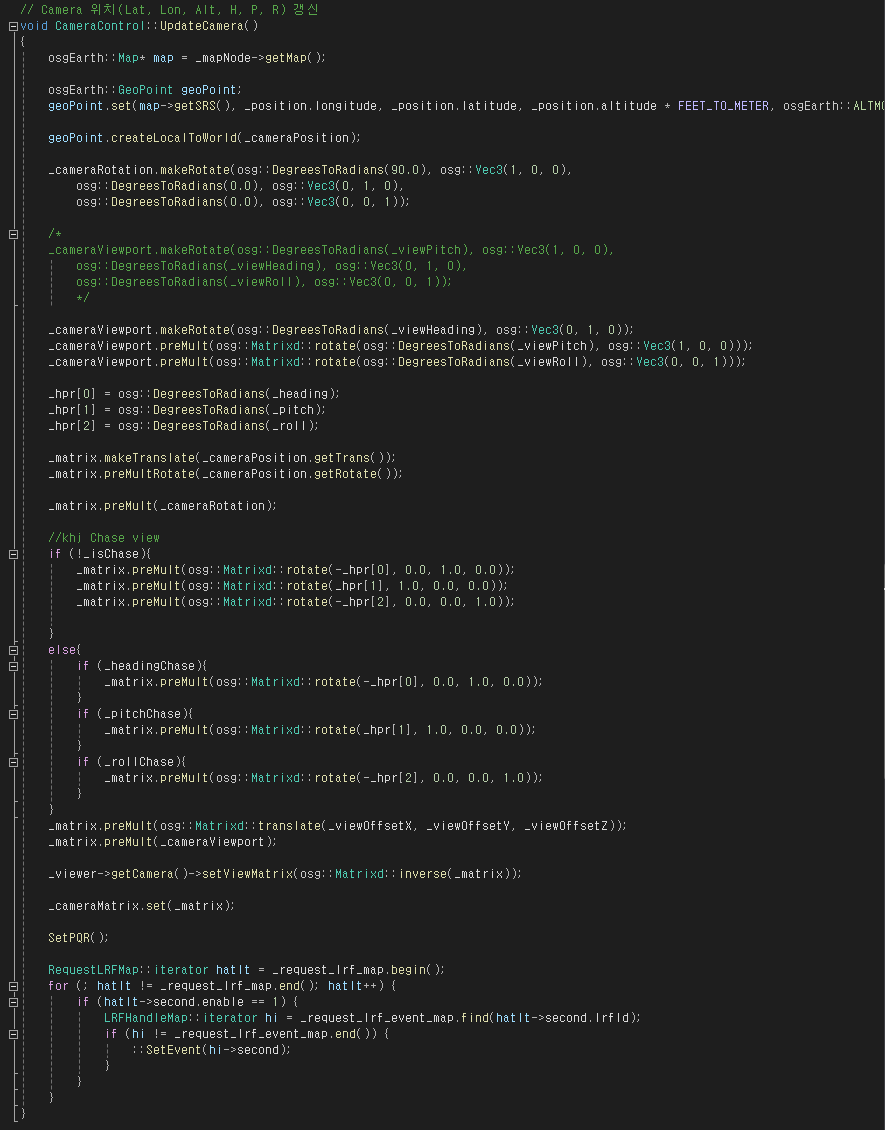 // Camera 위치(Lat, Lon, Alt, H, P, R) 갱신
void CameraControl::UpdateCamera()
{
    osgEarth::Map* map = _mapNode->getMap();

    osgEarth::GeoPoint geoPoint;
    geoPoint.set(map->getSRS(), _position.longitude, _position.latitude, _position.altitude * FEET_TO_METER, osgEarth::ALTMO

    geoPoint.createLocalToWorld(_cameraPosition);

    _cameraRotation.makeRotate(osg::DegreesToRadians(90.0), osg::Vec3(1, 0, 0),
        osg::DegreesToRadians(0.0), osg::Vec3(0, 1, 0),
        osg::DegreesToRadians(0.0), osg::Vec3(0, 0, 1));

    /*
    _cameraViewport.makeRotate(osg::DegreesToRadians(_viewPitch), osg::Vec3(1, 0, 0),
        osg::DegreesToRadians(_viewHeading), osg::Vec3(0, 1, 0),
        osg::DegreesToRadians(_viewRoll), osg::Vec3(0, 0, 1));
        */

    _cameraViewport.makeRotate(osg::DegreesToRadians(_viewHeading), osg::Vec3(0, 1, 0));
    _cameraViewport.preMult(osg::Matrixd::rotate(osg::DegreesToRadians(_viewPitch), osg::Vec3(1, 0, 0)));
    _cameraViewport.preMult(osg::Matrixd::rotate(osg::DegreesToRadians(_viewRoll), osg::Vec3(0, 0, 1)));

    _hpr[0] = osg::DegreesToRadians(_heading);
    _hpr[1] = osg::DegreesToRadians(_pitch);
    _hpr[2] = osg::DegreesToRadians(_roll);

    _matrix.makeTranslate(_cameraPosition.getTrans());
    _matrix.preMultRotate(_cameraPosition.getRotate());

    _matrix.preMult(_cameraRotation);

    //khj Chase view
    if (!_isChase){
        _matrix.preMult(osg::Matrixd::rotate(-_hpr[0], 0.0, 1.0, 0.0));
        _matrix.preMult(osg::Matrixd::rotate(_hpr[1], 1.0, 0.0, 0.0));
        _matrix.preMult(osg::Matrixd::rotate(-_hpr[2], 0.0, 0.0, 1.0));

    }
    else{
        if (_headingChase){
            _matrix.preMult(osg::Matrixd::rotate(-_hpr[0], 0.0, 1.0, 0.0));
        }
        if (_pitchChase){
            _matrix.preMult(osg::Matrixd::rotate(_hpr[1], 1.0, 0.0, 0.0));
        }
        if (_rollChase){
            _matrix.preMult(osg::Matrixd::rotate(-_hpr[2], 0.0, 0.0, 1.0));
        }
    }
    _matrix.preMult(osg::Matrixd::translate(_viewOffsetX, _viewOffsetY, _viewOffsetZ));
    _matrix.preMult(_cameraViewport);

    _viewer->getCamera()->setViewMatrix(osg::Matrixd::inverse(_matrix));

    _cameraMatrix.set(_matrix);

    SetPQR();

    RequestLRFMap::iterator hatIt = _request_lrf_map.begin();
    for (; hatIt != _request_lrf_map.end(); hatIt++) {
        if (hatIt->second.enable == 1) {
            LRFHandleMap::iterator hi = _request_lrf_event_map.find(hatIt->second.lrfId);
            if (hi != _request_lrf_event_map.end()) {
                ::SetEvent(hi->second);
            }
        }
    }
}